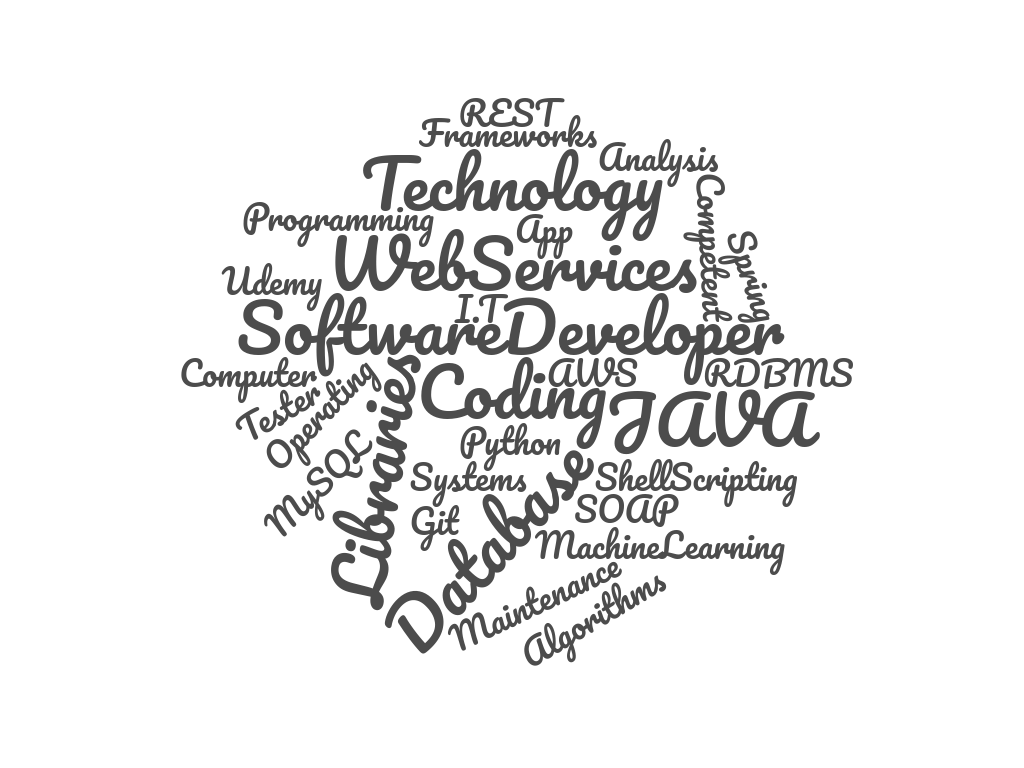 REST
Frameworks
Analysis
Technology
Competent
Programming
App
Spring
WebServices
Udemy
I.T
SoftwareDeveloper
Computer
AWS
RDBMS
Tester
Operating
Libraries
Coding
JAVA
MySQL
Python
Systems
ShellScripting
Database
Git
SOAP
MachineLearning
Maintenance
Algorithms